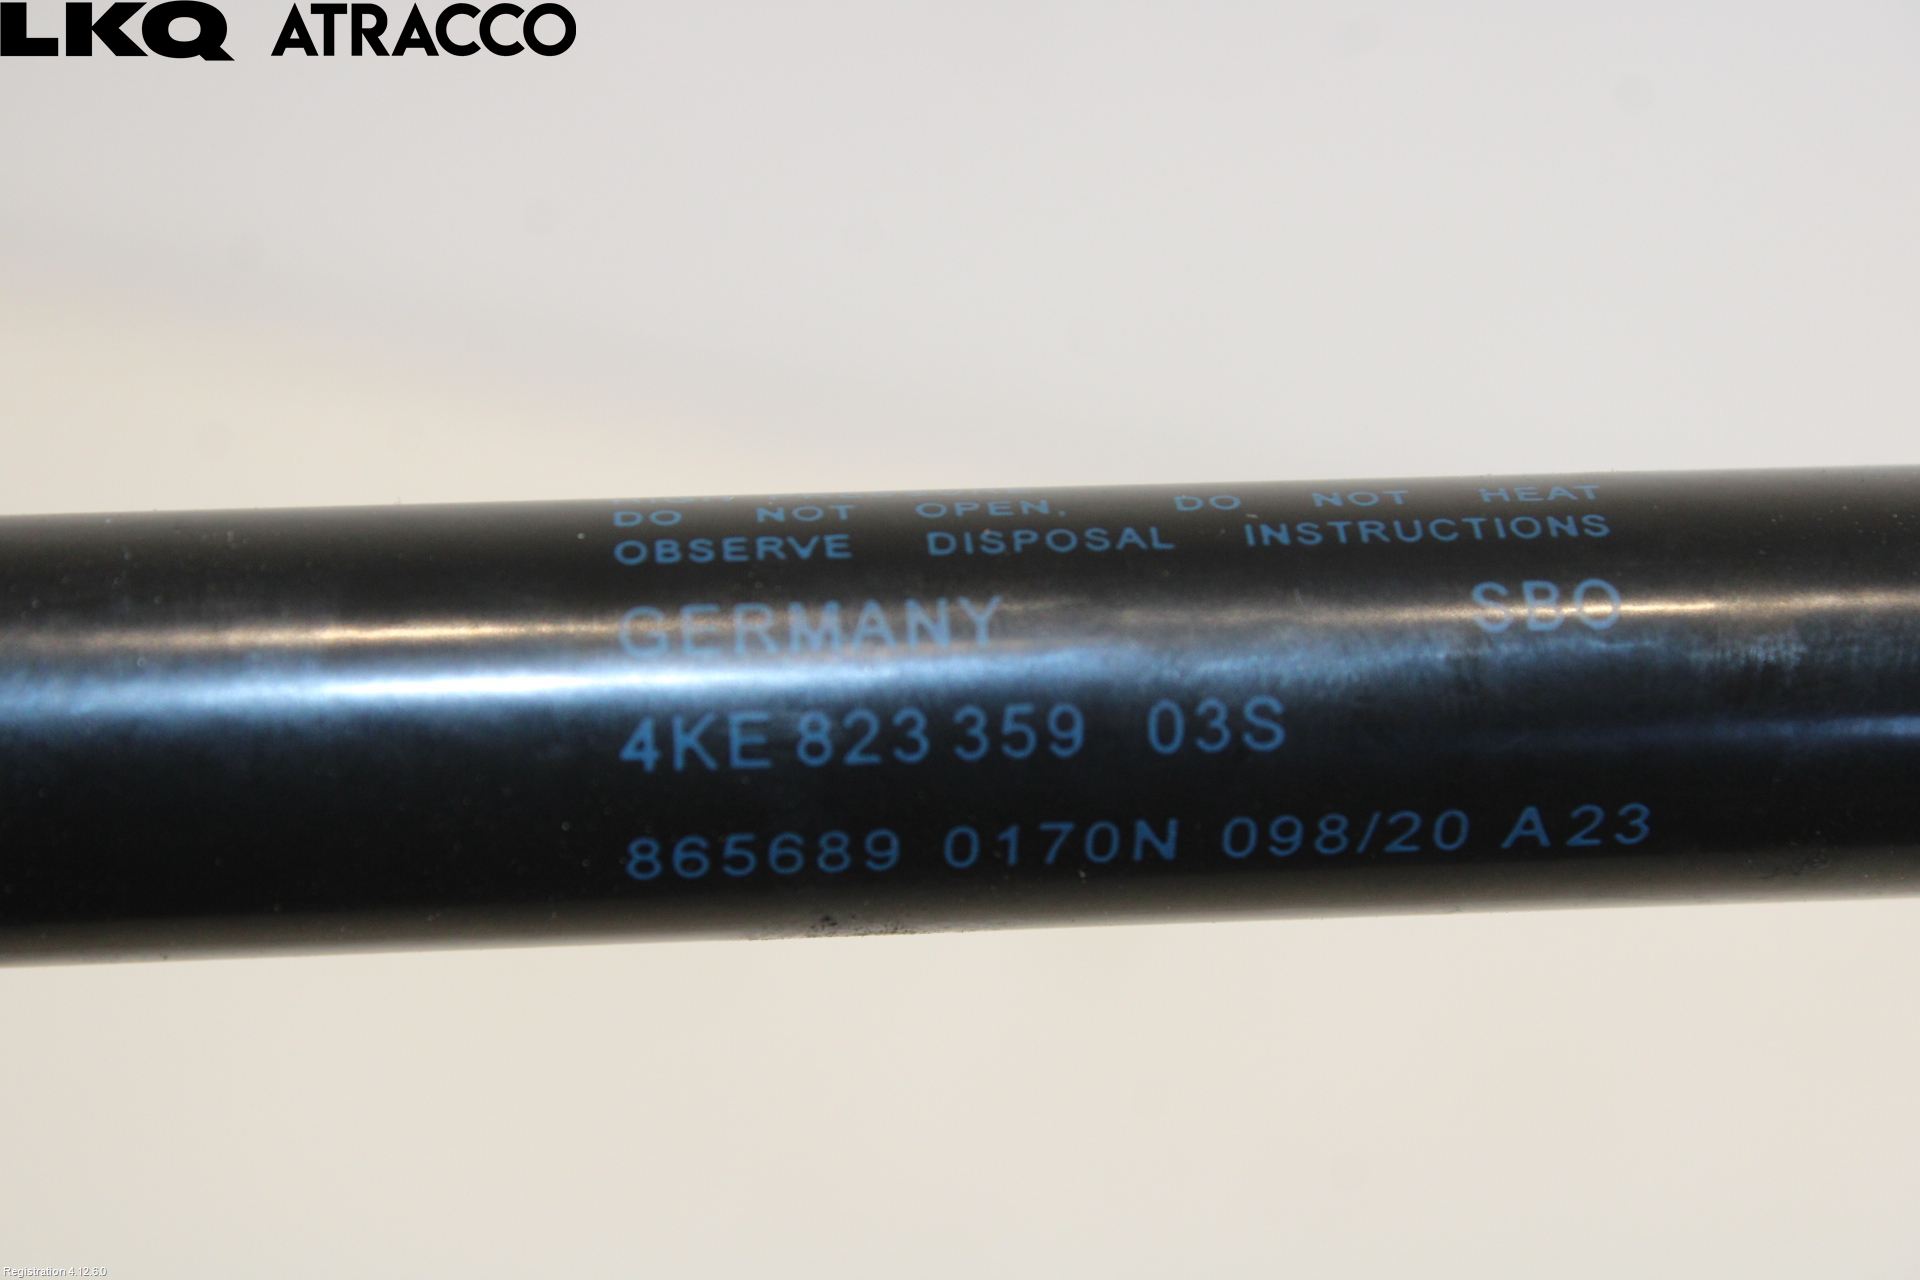 LKQ ATRACCO
DO NOT OPEN, DO NOT HEAT
OBSERVE DISPOSAL INSTRUCTIONS
GERMANY SBO
4KE 823 359 03S
865689 0170N 098/20 A23
Registration 4.12.6.0